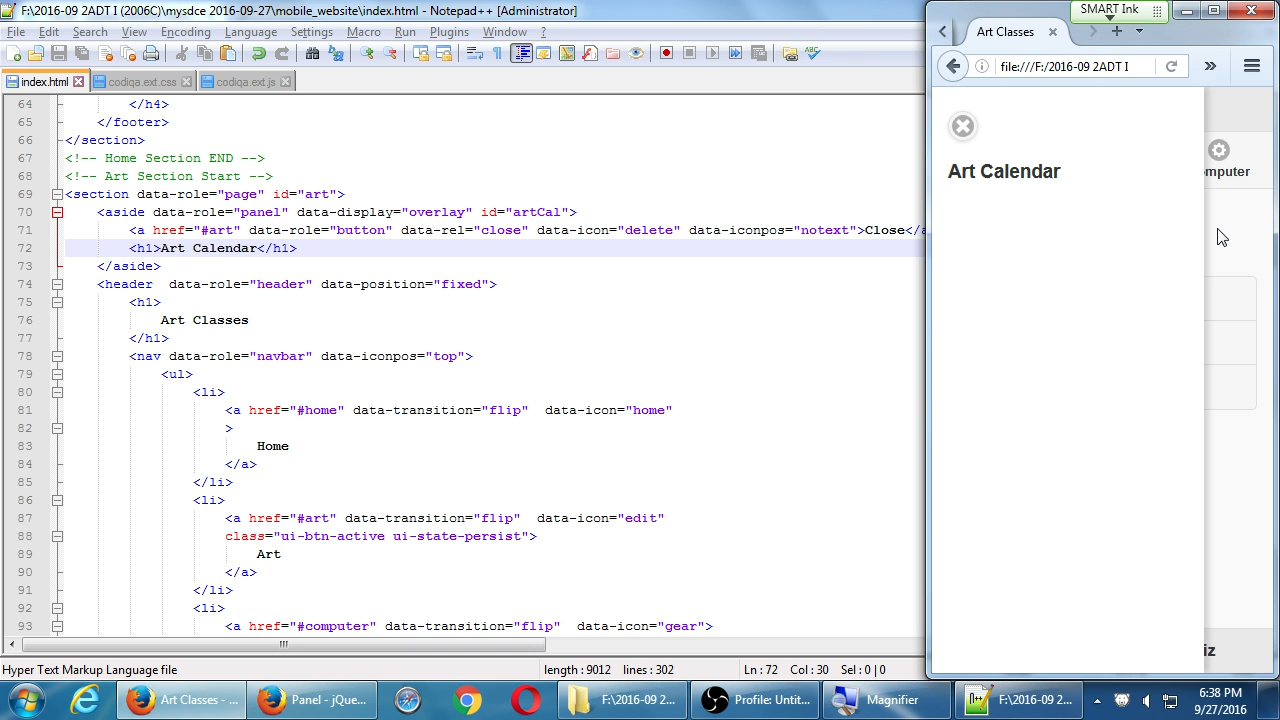 F:\2016-09 2ADT I (2006C)\mysdce 2016-09-27\mobile_website\index.html - Notepad++ [Administrator]
File Edit Search View Encoding Language Settings Macro Run Plugins Window ?
index.html codiqa.ext.css codiqa.ext.js
64 </h4>
65 </footer>
66 </section>
67 <!-- Home Section END -->
68 <!-- Art Section Start -->
69 <section data-role="page" id="art">
70 <aside data-role="panel" data-display="overlay" id="artCal">
71 <a href="#art" data-role="button" data-rel="close" data-icon="delete" data-iconpos="notext">Close</a
72 <h1>Art Calendar</h1>
73 </aside>
74 <header  data-role="header" data-position="fixed">
75 <h1>
76 Art Classes
77 </h1>
78 <nav data-role="navbar" data-iconpos="top">
79 <ul>
80 <li>
81 <a href="#home" data-transition="flip"  data-icon="home"
82 >
83 Home
84 </a>
85 </li>
86 <li>
87 <a href="#art" data-transition="flip"  data-icon="edit"
88 class="ui-btn-active ui-state-persist">
89 Art
90 </a>
91 </li>
92 <li>
93 <a href="#computer" data-transition="flip"  data-icon="gear">
Hyper Text Markup Language file length : 9012 lines : 302 Ln : 72 Col : 30 Sel : 0 | 0
SMART Ink
Art Classes
file:///F:/2016-09 2ADT I
Art Calendar
mputer
iz
Art Classes - ... Panel - jQue... F:\2016-09 2... Profile: Untit... Magnifier F:\2016-09 2... 6:38 PM
9/27/2016